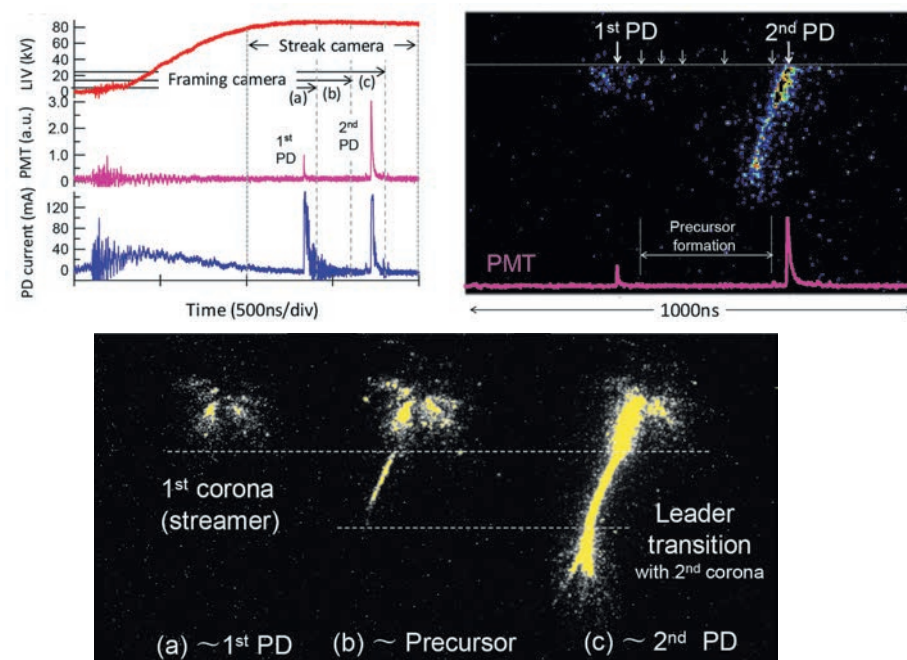 LIV (kV)
80
60
40
20
0
Streak camera
Framing camera
(a)
(b)
(c)
PMT (a.u.)
3.0
2.0
1.0
0
1st
PD
2nd
PD
PD current (mA)
120
80
40
0
Time (500ns/div)
1st PD
2nd PD
Precursor
formation
PMT
1000ns
1st corona
(streamer)
Leader
transition
with 2nd corona
(a) ~1st PD
(b) ~ Precursor
(c) ~ 2nd PD